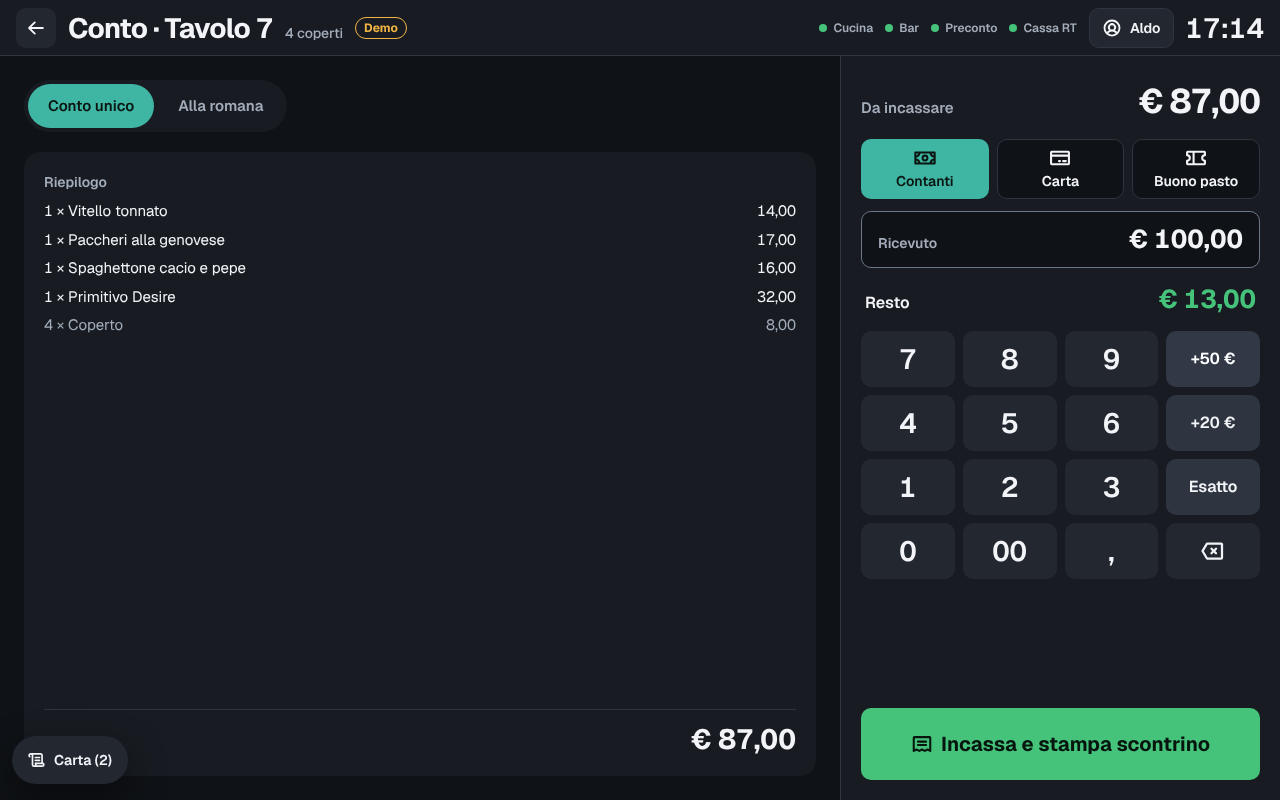 Conto · Tavolo 7 4 coperti Demo
Cucina Bar Preconto Cassa RT Aldo 17:14
Conto unico Alla romana
Riepilogo
1 × Vitello tonnato 14,00
1 × Paccheri alla genovese 17,00
1 × Spaghettone cacio e pepe 16,00
1 × Primitivo Desire 32,00
4 × Coperto 8,00
€ 87,00
Carta (2)
Da incassare € 87,00
Contanti Carta Buono pasto
Ricevuto € 100,00
Resto € 13,00
7 8 9 +50 €
4 5 6 +20 €
1 2 3 Esatto
0 00 ,
Incassa e stampa scontrino